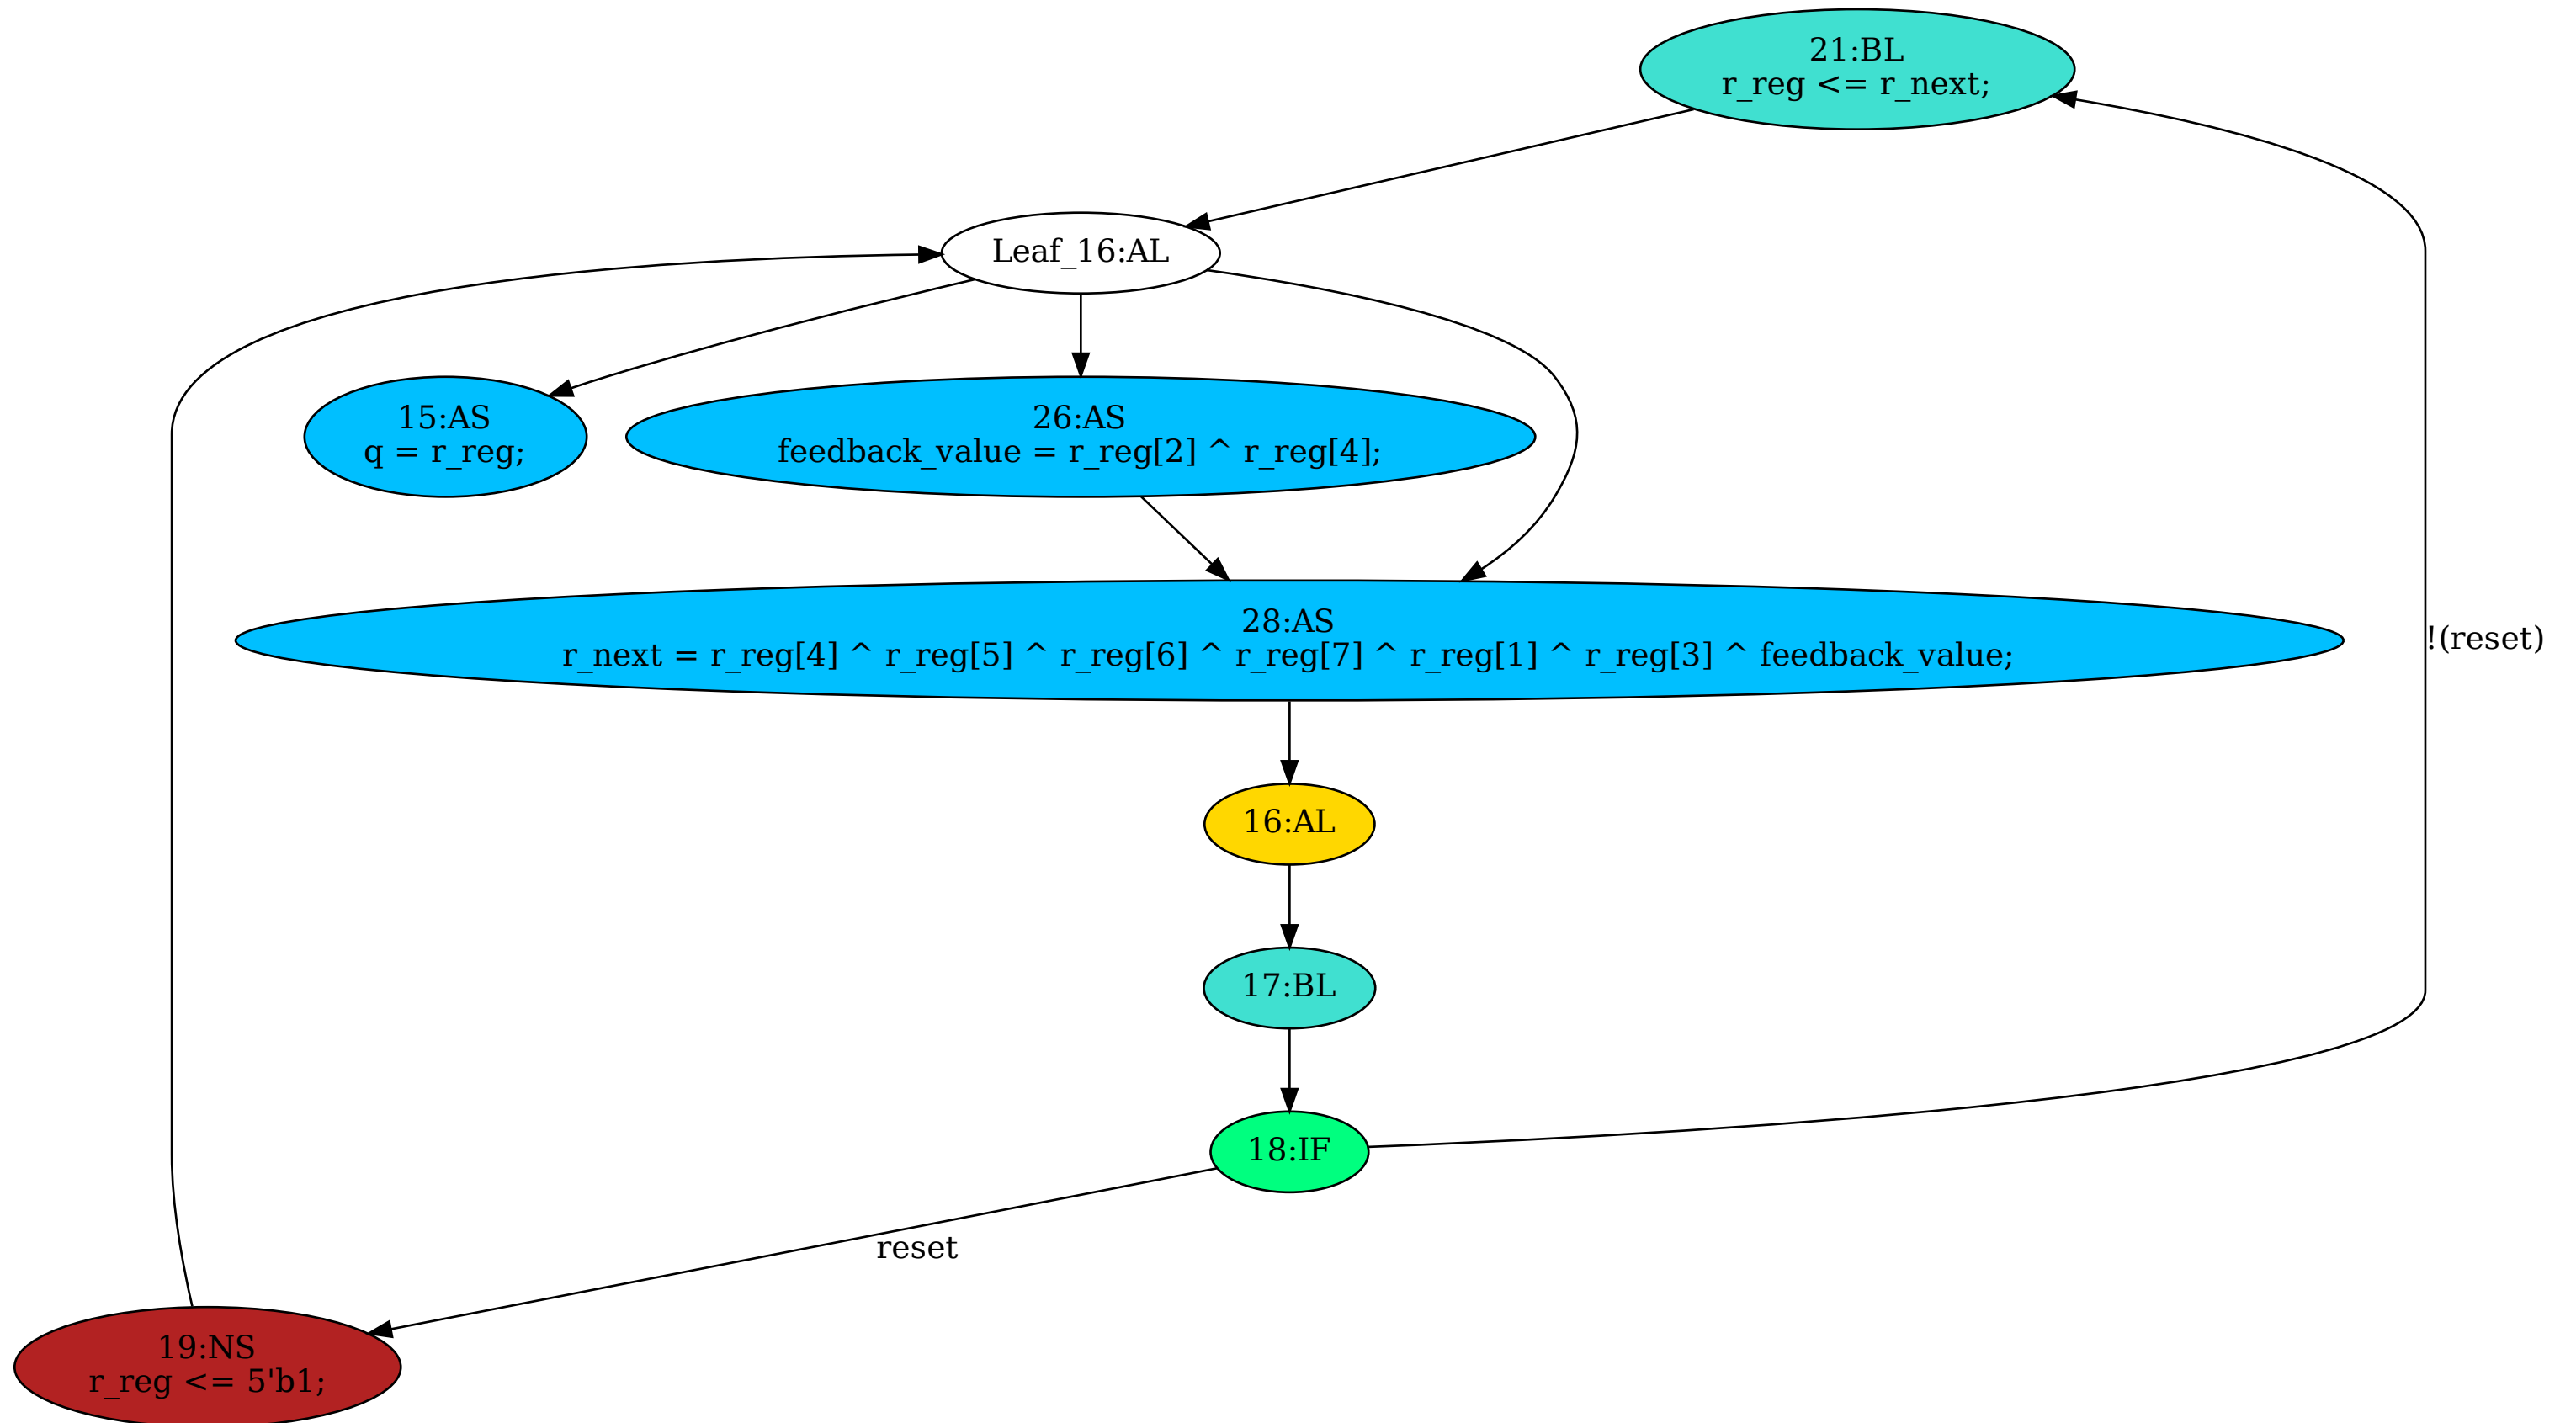 21:BL
r_reg <= r_next;
Leaf_16:AL
15:AS
q = r_reg;
26:AS
feedback_value = r_reg[2] ^ r_reg[4];
28:AS
r_next = r_reg[4] ^ r_reg[5] ^ r_reg[6] ^ r_reg[7] ^ r_reg[1] ^ r_reg[3] ^ feedback_value;
!(reset)
16:AL
17:BL
18:IF
reset
19:NS
r_reg <= 5'b1;